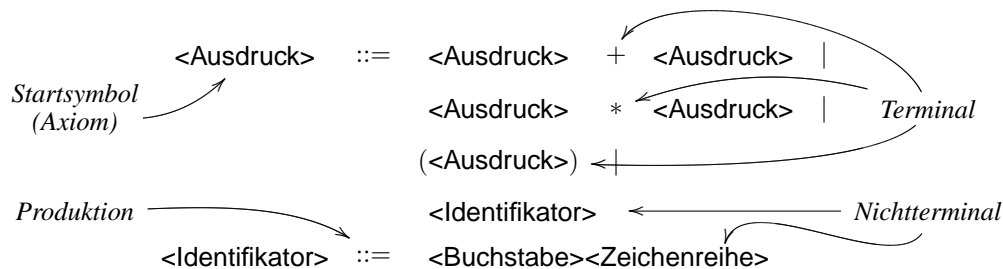 <Ausdruck> ::= <Ausdruck> + <Ausdruck> |
Startsymbol
(Axiom)
<Ausdruck> * <Ausdruck> |
Terminal
(<Ausdruck>) |
Produktion
<Identifikator>
Nichtterminal
<Identifikator> ::= <Buchstabe><Zeichenreihe>